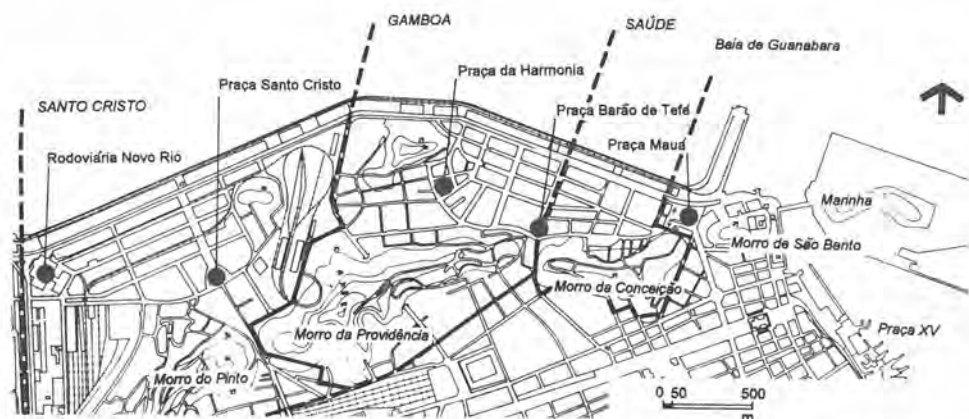 GAMBOA
SAÚDE
Baía de Guanabara
Praça Santo Cristo
Praça da Harmonia
SANTO CRISTO
Praça Barão de Tefé
Rodoviária Novo Rio
Praça Mauá
Marinha
Morro de São Bento
Morro da Conceição
Morro da Providência
Praça XV
Morro do Pinto
0 50 500
m